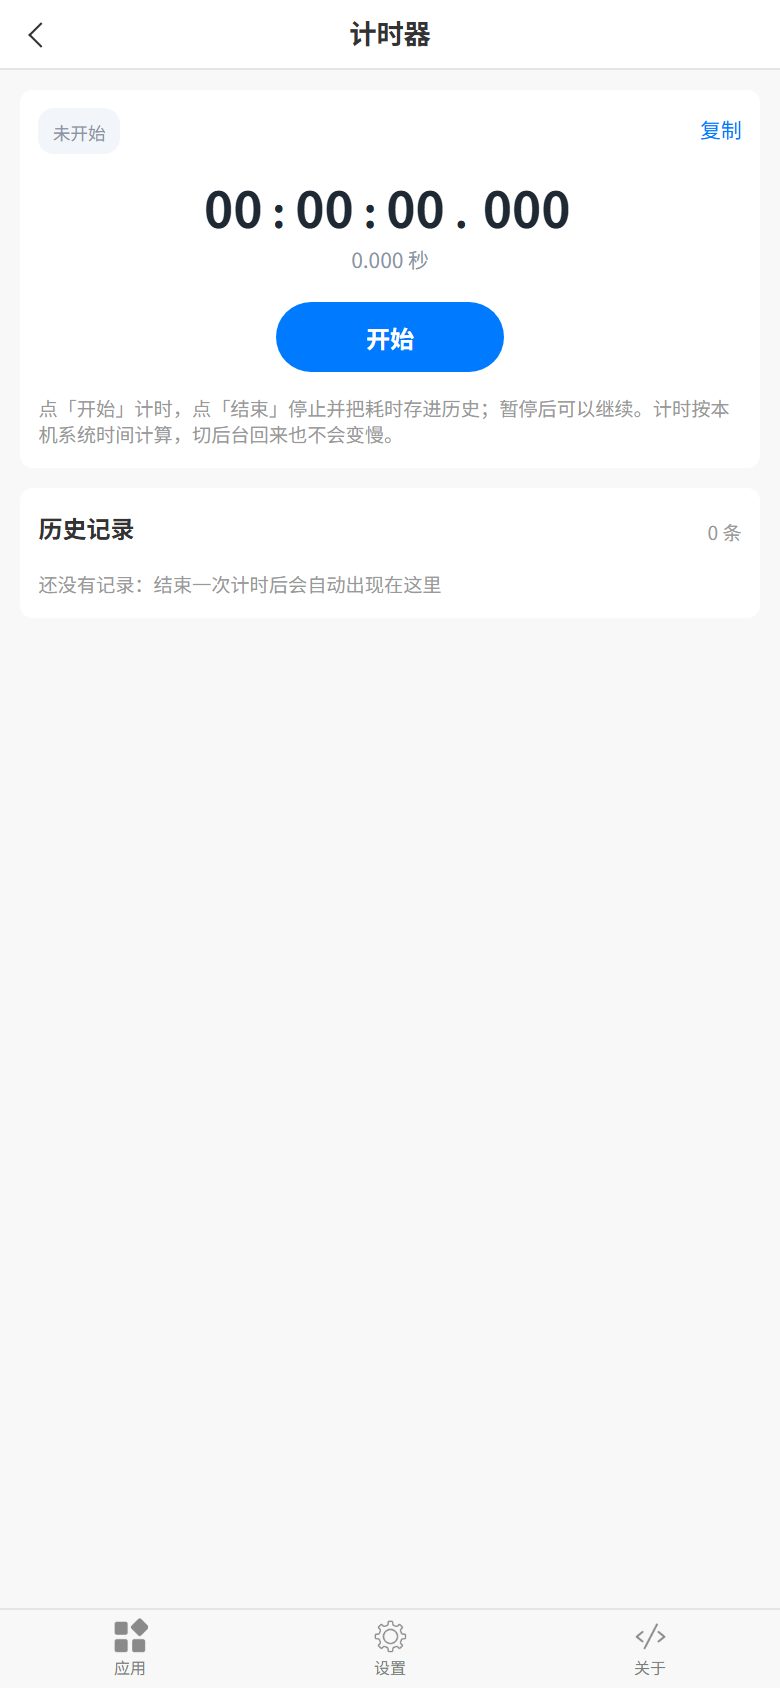 计时器
未开始
复制
00 : 00 : 00 . 000
0.000 秒
开始
点「开始」计时，点「结束」停止并把耗时存进历史；暂停后可以继续。计时按本
机系统时间计算，切后台回来也不会变慢。
历史记录
0 条
还没有记录：结束一次计时后会自动出现在这里
应用
设置
关于